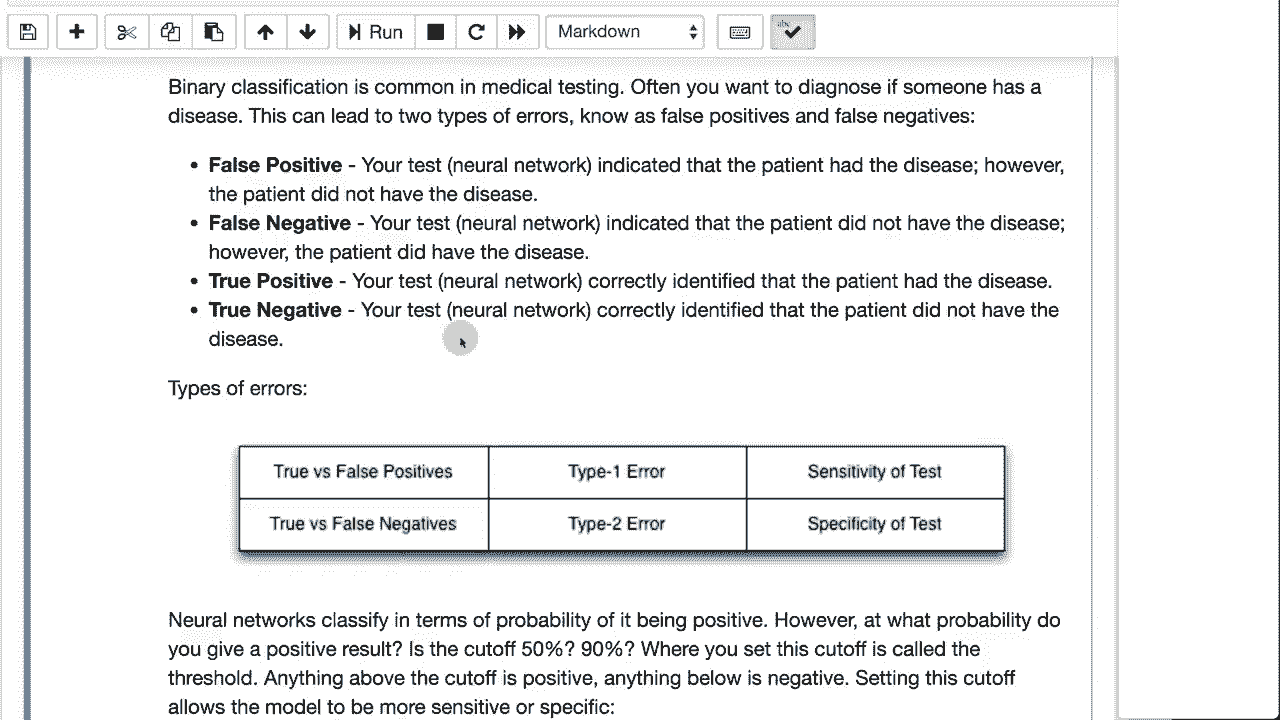 Run
Markdown
abc
Binary classification is common in medical testing. Often you want to diagnose if someone has a
disease. This can lead to two types of errors, know as false positives and false negatives:
• False Positive - Your test (neural network) indicated that the patient had the disease; however,
the patient did not have the disease.
• False Negative - Your test (neural network) indicated that the patient did not have the disease;
however, the patient did have the disease.
• True Positive - Your test (neural network) correctly identified that the patient had the disease.
• True Negative - Your test (neural network) correctly identified that the patient did not have the
disease.
Types of errors:
True vs False Positives Type-1 Error Sensitivity of Test
True vs False Negatives Type-2 Error Specificity of Test
Neural networks classify in terms of probability of it being positive. However, at what probability do
you give a positive result? Is the cutoff 50%? 90%? Where you set this cutoff is called the
threshold. Anything above the cutoff is positive, anything below is negative. Setting this cutoff
allows the model to be more sensitive or specific: